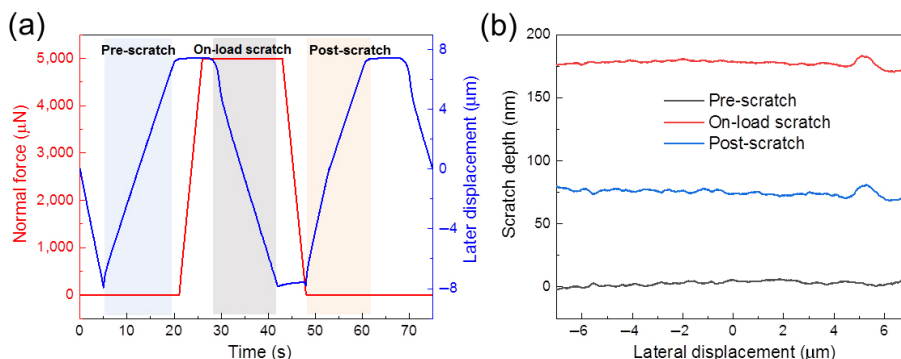 (a)
Pre-scratch On-load scratch Post-scratch
5,000
4,000
3,000
2,000
1,000
0
Normal force (μN)
8
4
0
−4
−8
Later displacement (μm)
0 10 20 30 40 50 60 70
Time (s)
(b)
200
150
100
50
0
Scratch depth (nm)
Pre-scratch
On-load scratch
Post-scratch
−6 −4 −2 0 2 4 6
Lateral displacement (μm)